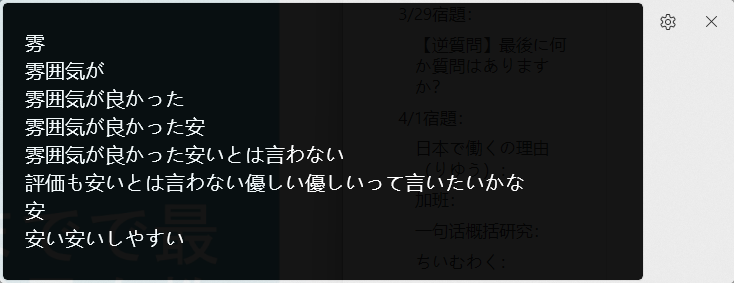 雰
雰囲気が
雰囲気が良かった
雰囲気が良かった安
雰囲気が良かった安いとは言わない
評価も安いとは言わない優しい優しいって言いたいかな
安
安い安いしやすい
3/29宿題:
【逆質問】最後に何
か質問はあります
か?
4/1宿題:
日本で働くの理由
(りゆう):
加班:
一句话概括研究:
ちいむわく: